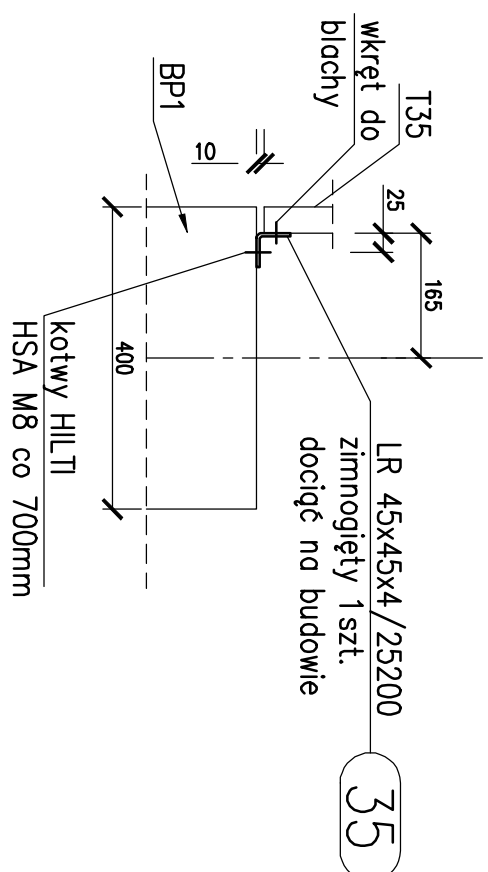 wkręt do
blachy
T35
BP1
10
25
165
400
LR 45x45x4/25200
zimnogięty 1szt.
dociąć na budowie
35
kotwy HILTI
HSA M8 co 700mm